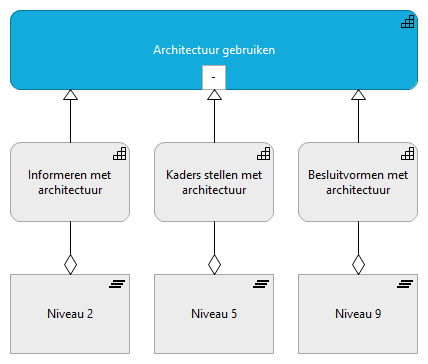 Architectuur gebruiken
-
Informeren met
architectuur
Kaders stellen met
architectuur
Besluitvormen met
architectuur
Niveau 2
Niveau 5
Niveau 9